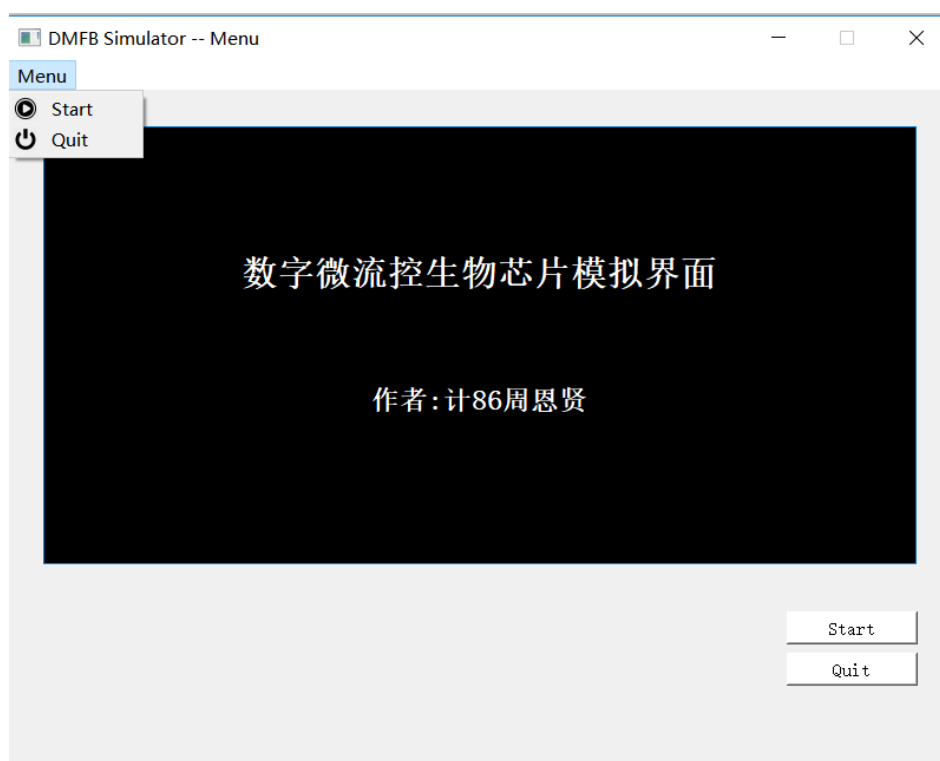 DMFB Simulator -- Menu
Menu
Start
Quit
数字微流控生物芯片模拟界面
作者:计86周恩贤
Start
Quit